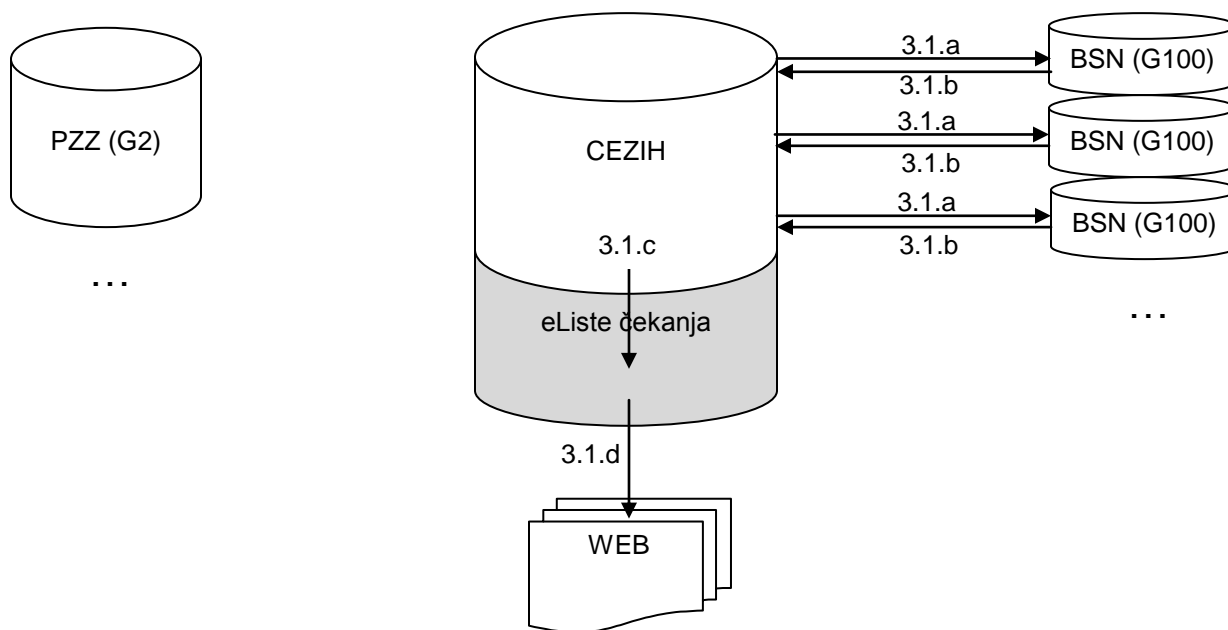 3.1.a
BSN (G100)
3.1.b
PZZ (G2)
CEZIH
3.1.a
BSN (G100)
3.1.b
3.1.a
BSN (G100)
3.1.b
3.1.c
...
eListe čekanja
...
3.1.d
WEB